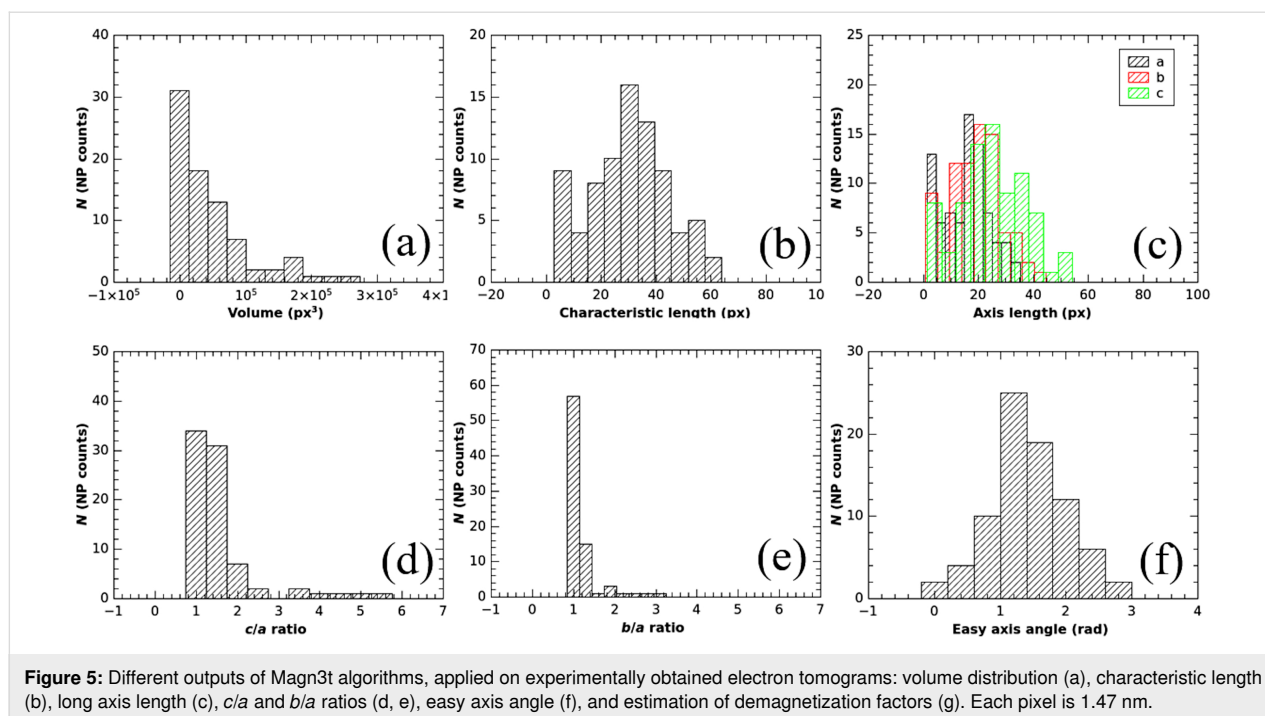 40
30
20
10
0
N (NP counts)
−1×10⁵ 0 10⁵ 2×10⁵ 3×10⁵ 4×1
Volume (px³)
(a)
20
15
10
5
0
N (NP counts)
−20 0 20 40 60 80 10
Characteristic length (px)
(b)
25
20
15
10
5
0
N (NP counts)
a
b
c
−20 0 20 40 60 80 100
Axis length (px)
(c)
50
40
30
20
10
0
N (NP counts)
−1 0 1 2 3 4 5 6 7
c/a ratio
(d)
70
60
50
40
30
20
10
0
N (NP counts)
−1 0 1 2 3 4 5 6 7
b/a ratio
(e)
30
20
10
0
N (NP counts)
−1 0 1 2 3 4
Easy axis angle (rad)
(f)
Figure 5: Different outputs of Magn3t algorithms, applied on experimentally obtained electron tomograms: volume distribution (a), characteristic length
(b), long axis length (c), c/a and b/a ratios (d, e), easy axis angle (f), and estimation of demagnetization factors (g). Each pixel is 1.47 nm.